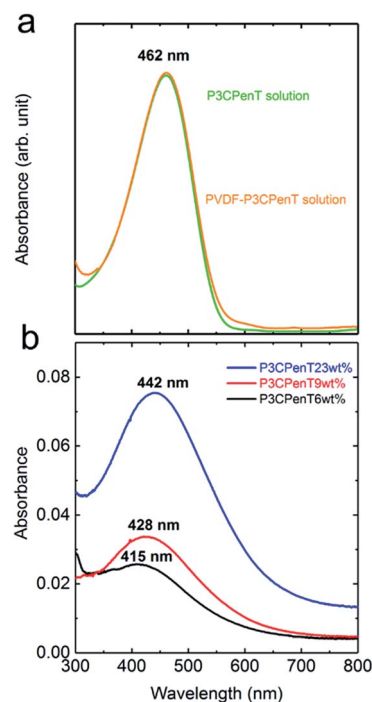 a
462 nm
P3CPenT solution
PVDF-P3CPenT solution
Absorbance (arb. unit)
b
0.08
0.06
0.04
0.02
0.00
Absorbance
P3CPenT23wt%
P3CPenT9wt%
P3CPenT6wt%
442 nm
428 nm
415 nm
300 400 500 600 700 800
Wavelength (nm)